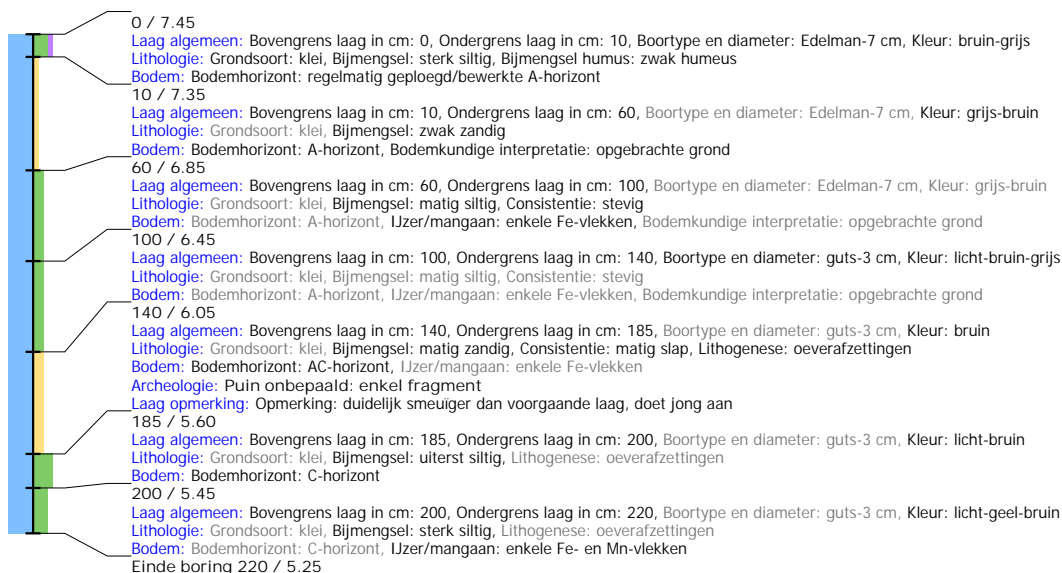 0 / 7.45
Laag algemeen: Bovengrens laag in cm: 0, Ondergrens laag in cm: 10, Boortype en diameter: Edelman-7 cm, Kleur: bruin-grijs
Lithologie: Grondsoort: klei, Bijmengsel: sterk siltig, Bijmengsel humus: zwak humeus
Bodem: Bodemhorizont: regelmatig geploegd/bewerkte A-horizont
10 / 7.35
Laag algemeen: Bovengrens laag in cm: 10, Ondergrens laag in cm: 60, Boortype en diameter: Edelman-7 cm, Kleur: grijs-bruin
Lithologie: Grondsoort: klei, Bijmengsel: zwak zandig
Bodem: Bodemhorizont: A-horizont, Bodemkundige interpretatie: opgebrachte grond
60 / 6.85
Laag algemeen: Bovengrens laag in cm: 60, Ondergrens laag in cm: 100, Boortype en diameter: Edelman-7 cm, Kleur: grijs-bruin
Lithologie: Grondsoort: klei, Bijmengsel: matig siltig, Consistentie: stevig
Bodem: Bodemhorizont: A-horizont, IJzer/mangaan: enkele Fe-vlekken, Bodemkundige interpretatie: opgebrachte grond
100 / 6.45
Laag algemeen: Bovengrens laag in cm: 100, Ondergrens laag in cm: 140, Boortype en diameter: guts-3 cm, Kleur: licht-bruin-grijs
Lithologie: Grondsoort: klei, Bijmengsel: matig siltig, Consistentie: stevig
Bodem: Bodemhorizont: A-horizont, IJzer/mangaan: enkele Fe-vlekken, Bodemkundige interpretatie: opgebrachte grond
140 / 6.05
Laag algemeen: Bovengrens laag in cm: 140, Ondergrens laag in cm: 185, Boortype en diameter: guts-3 cm, Kleur: bruin
Lithologie: Grondsoort: klei, Bijmengsel: matig zandig, Consistentie: matig slap, Lithogenese: oeverafzettingen
Bodem: Bodemhorizont: AC-horizont, IJzer/mangaan: enkele Fe-vlekken
Archeologie: Puin onbepaald: enkel fragment
Laag opmerking: Opmerking: duidelijk smeuïger dan voorgaande laag, doet jong aan
185 / 5.60
Laag algemeen: Bovengrens laag in cm: 185, Ondergrens laag in cm: 200, Boortype en diameter: guts-3 cm, Kleur: licht-bruin
Lithologie: Grondsoort: klei, Bijmengsel: uiterst siltig, Lithogenese: oeverafzettingen
Bodem: Bodemhorizont: C-horizont
200 / 5.45
Laag algemeen: Bovengrens laag in cm: 200, Ondergrens laag in cm: 220, Boortype en diameter: guts-3 cm, Kleur: licht-geel-bruin
Lithologie: Grondsoort: klei, Bijmengsel: sterk siltig, Lithogenese: oeverafzettingen
Bodem: Bodemhorizont: C-horizont, IJzer/mangaan: enkele Fe- en Mn-vlekken
Einde boring 220 / 5.25